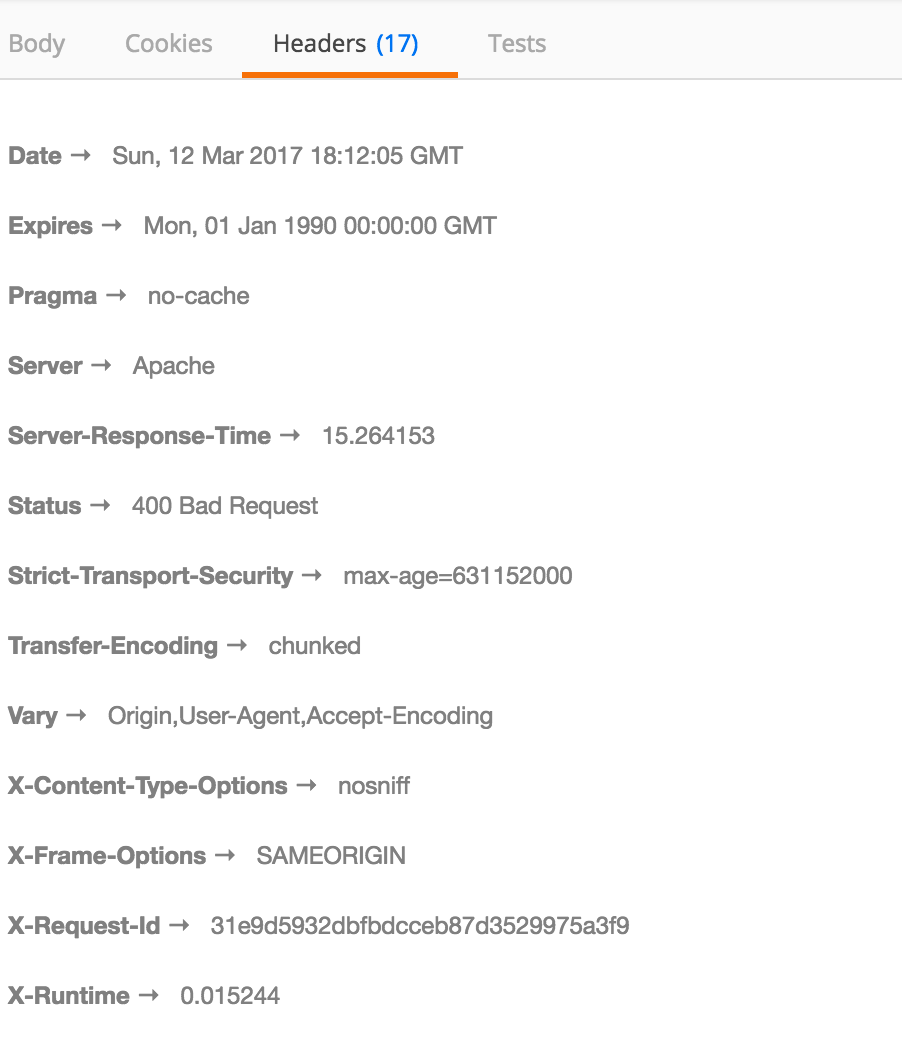 Body Cookies Headers (17) Tests
Date → Sun, 12 Mar 2017 18:12:05 GMT
Expires → Mon, 01 Jan 1990 00:00:00 GMT
Pragma → no-cache
Server → Apache
Server-Response-Time → 15.264153
Status → 400 Bad Request
Strict-Transport-Security → max-age=631152000
Transfer-Encoding → chunked
Vary → Origin,User-Agent,Accept-Encoding
X-Content-Type-Options → nosniff
X-Frame-Options → SAMEORIGIN
X-Request-Id → 31e9d5932dbfbdcceb87d3529975a3f9
X-Runtime → 0.015244